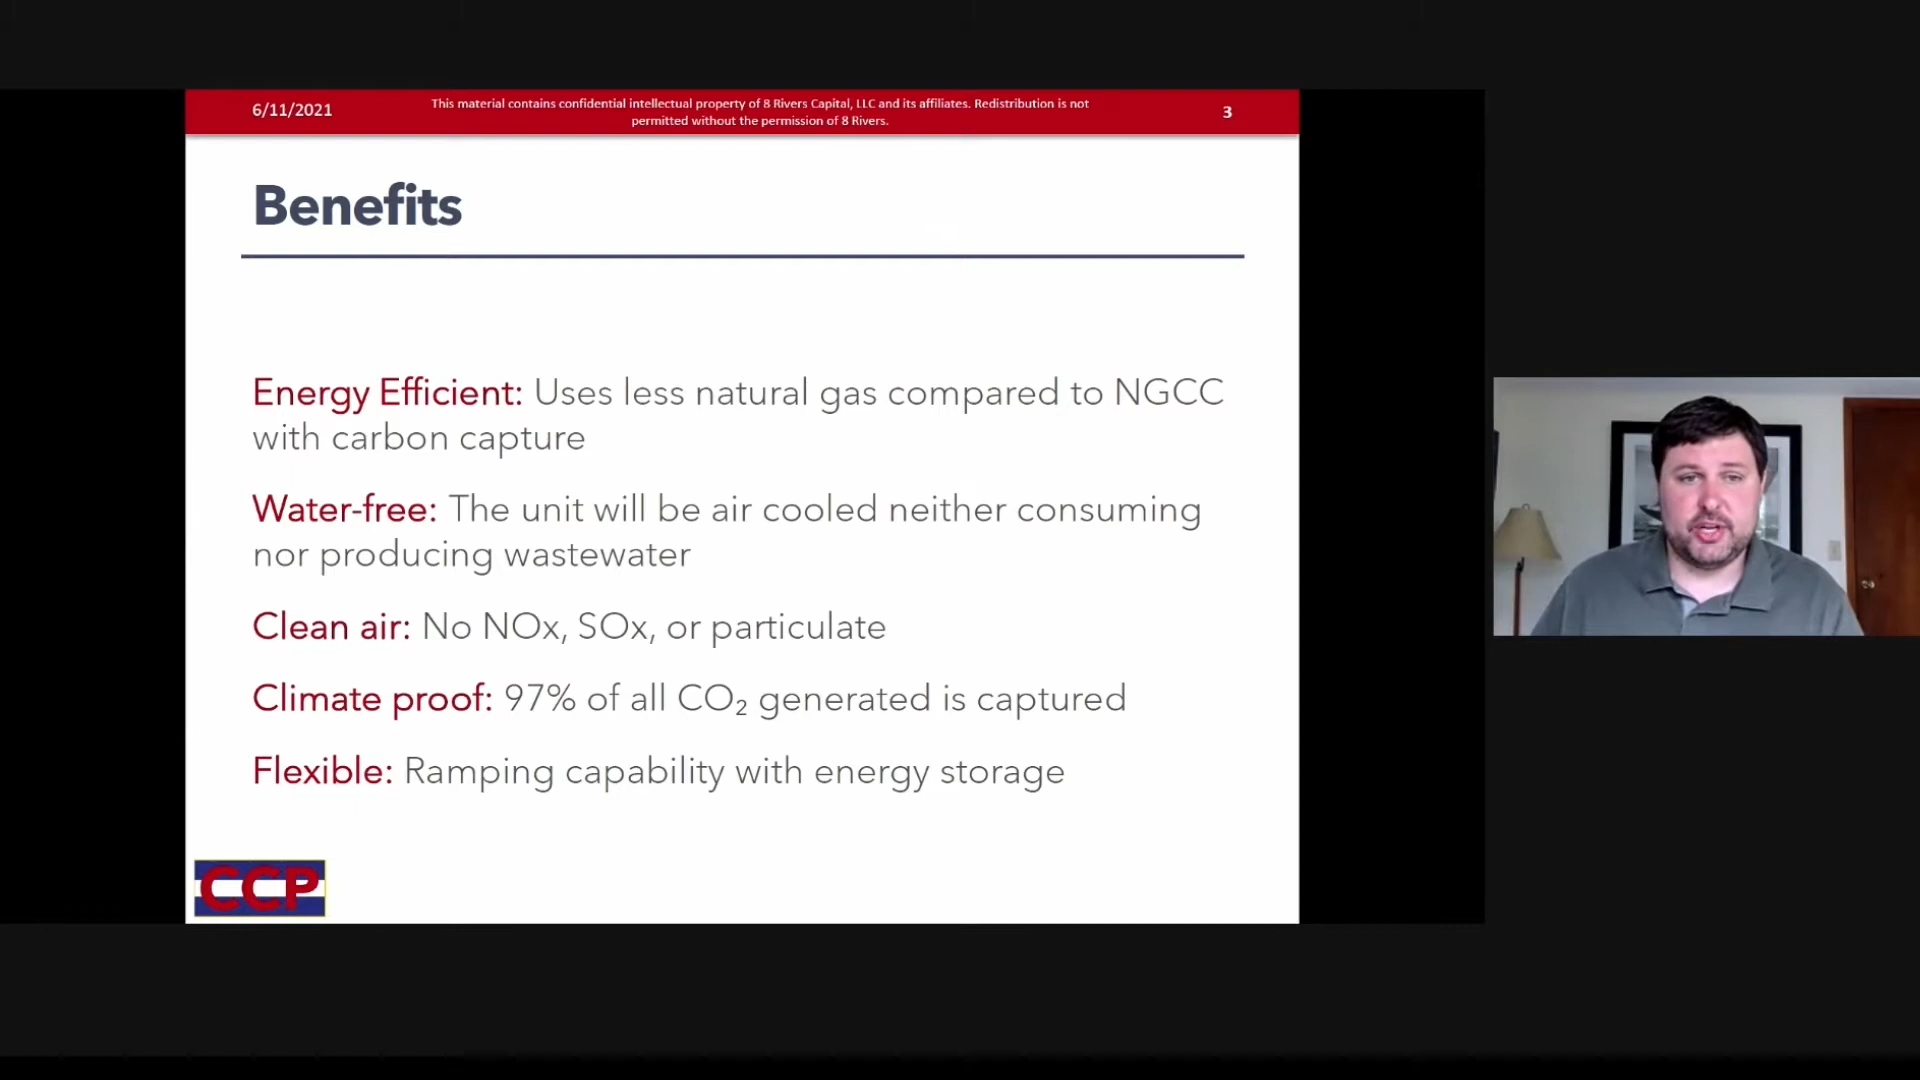 6/11/2021
This material contains confidential intellectual property of 8 Rivers Capital, LLC and its affiliates. Redistribution is not
permitted without the permission of 8 Rivers.
3
Benefits
Energy Efficient: Uses less natural gas compared to NGCC
with carbon capture
Water-free: The unit will be air cooled neither consuming
nor producing wastewater
Clean air: No NOx, SOx, or particulate
Climate proof: 97% of all CO₂ generated is captured
Flexible: Ramping capability with energy storage
CCP